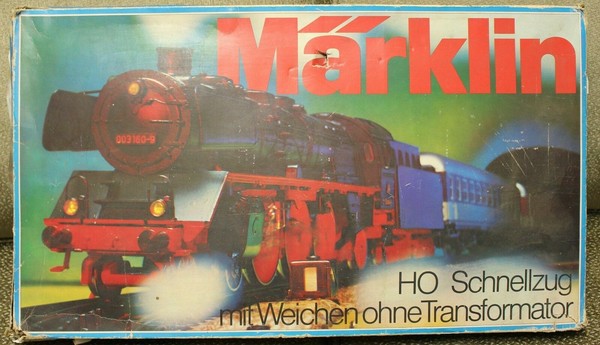 Märklin
003160-9
HO Schnellzug
mit Weichen ohne Transformator